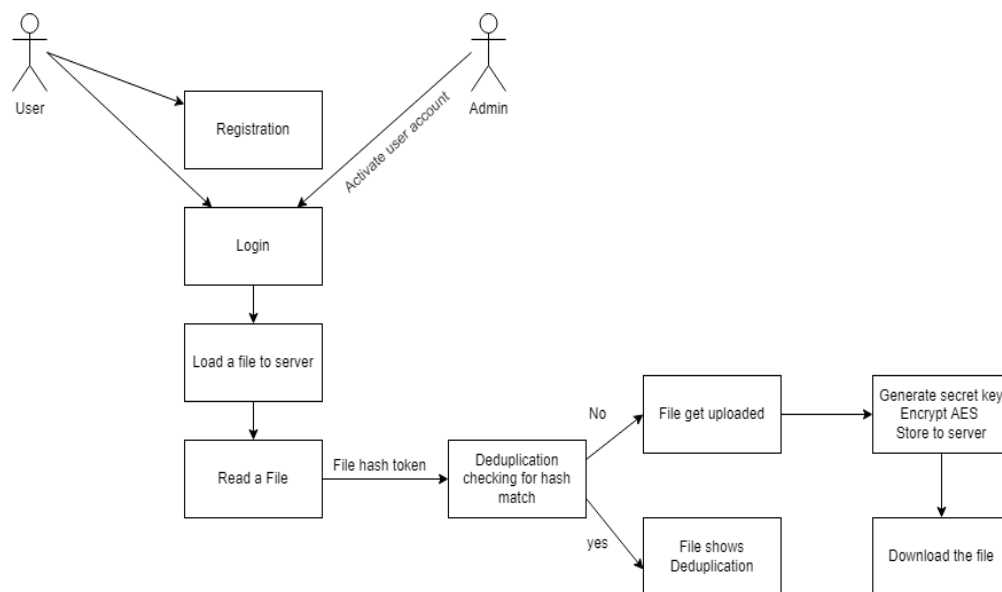 User
Admin
Activate user account
Registration
Login
Load a file to server
Read a File
File hash token
Deduplication
checking for hash
match
No
yes
File get uploaded
File shows
Deduplication
Generate secret key
Encrypt AES
Store to server
Download the file